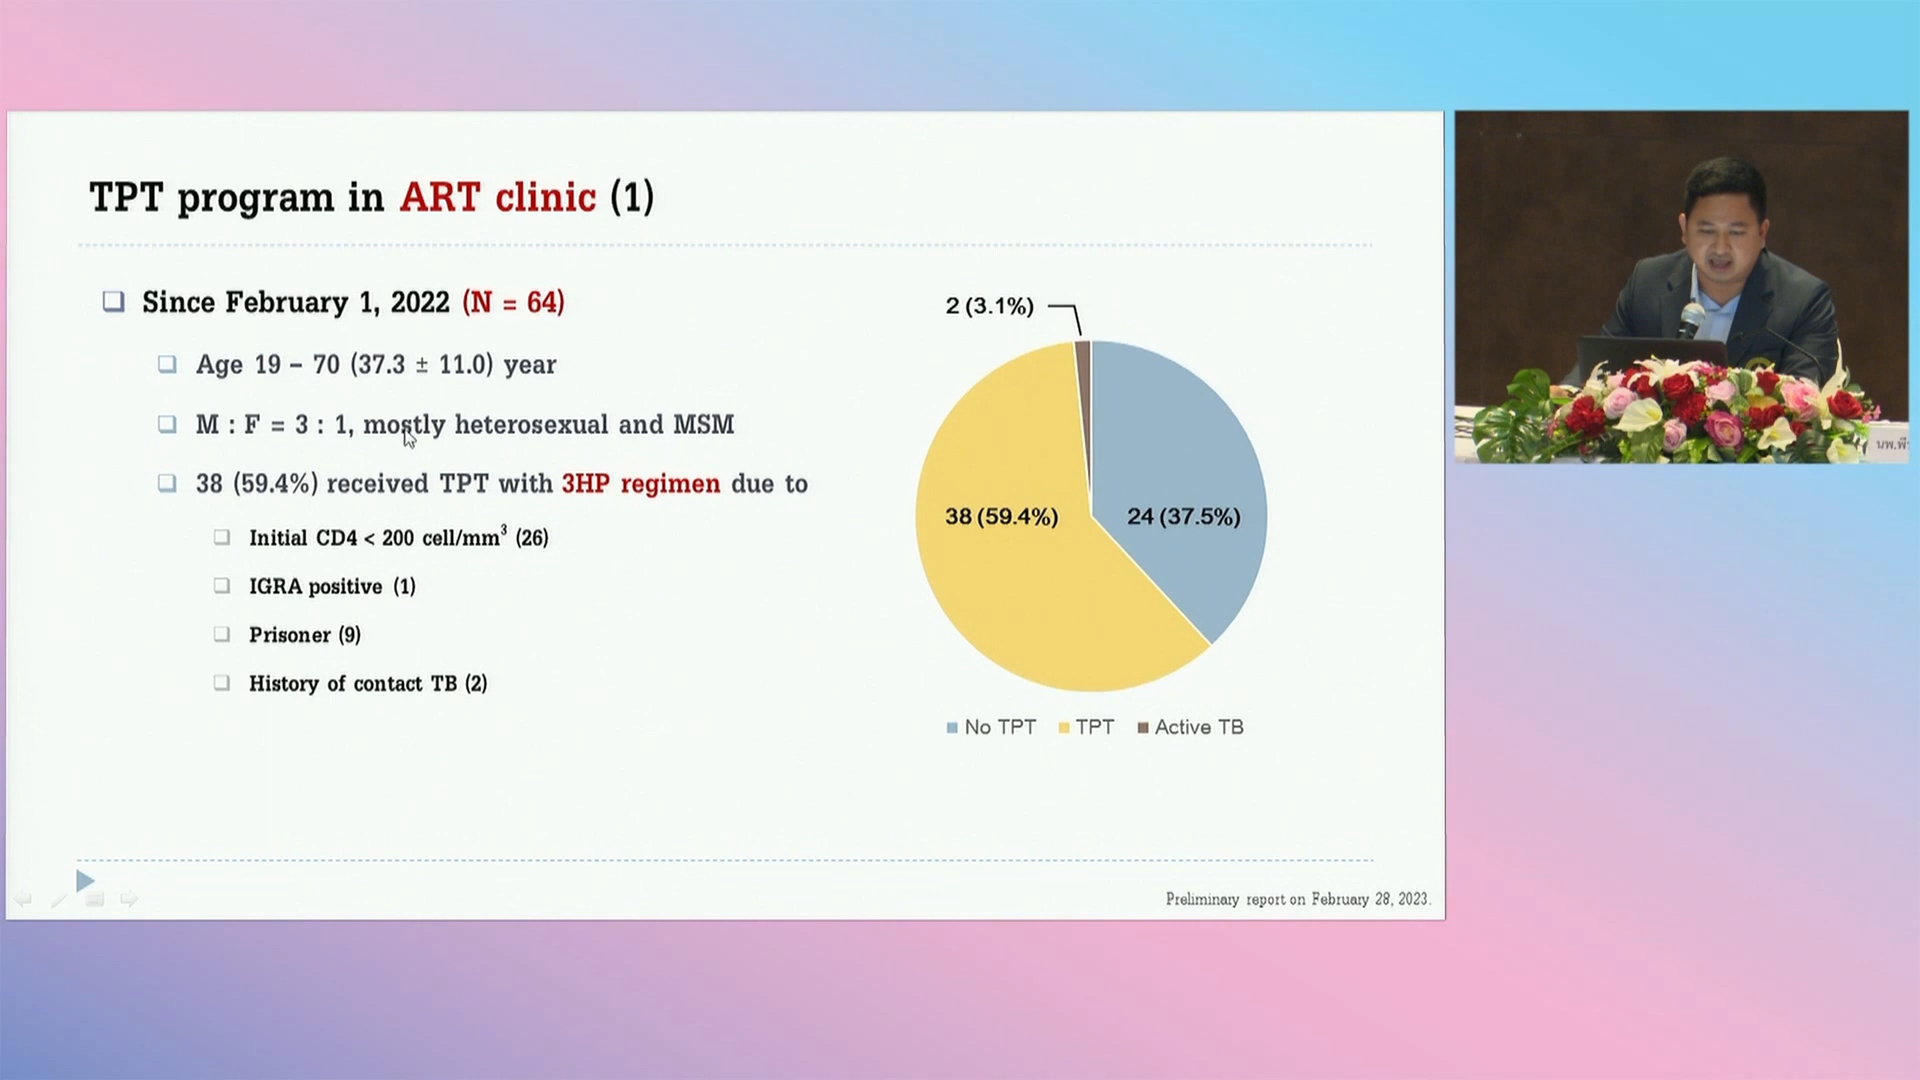 TPT program in ART clinic (1)
Since February 1, 2022 (N = 64)
Age 19 – 70 (37.3 ± 11.0) year
M : F = 3 : 1, mostly heterosexual and MSM
38 (59.4%) received TPT with 3HP regimen due to
Initial CD4 < 200 cell/mm³ (26)
IGRA positive (1)
Prisoner (9)
History of contact TB (2)
2 (3.1%)
38 (59.4%)
24 (37.5%)
No TPT TPT Active TB
Preliminary report on February 28, 2023.